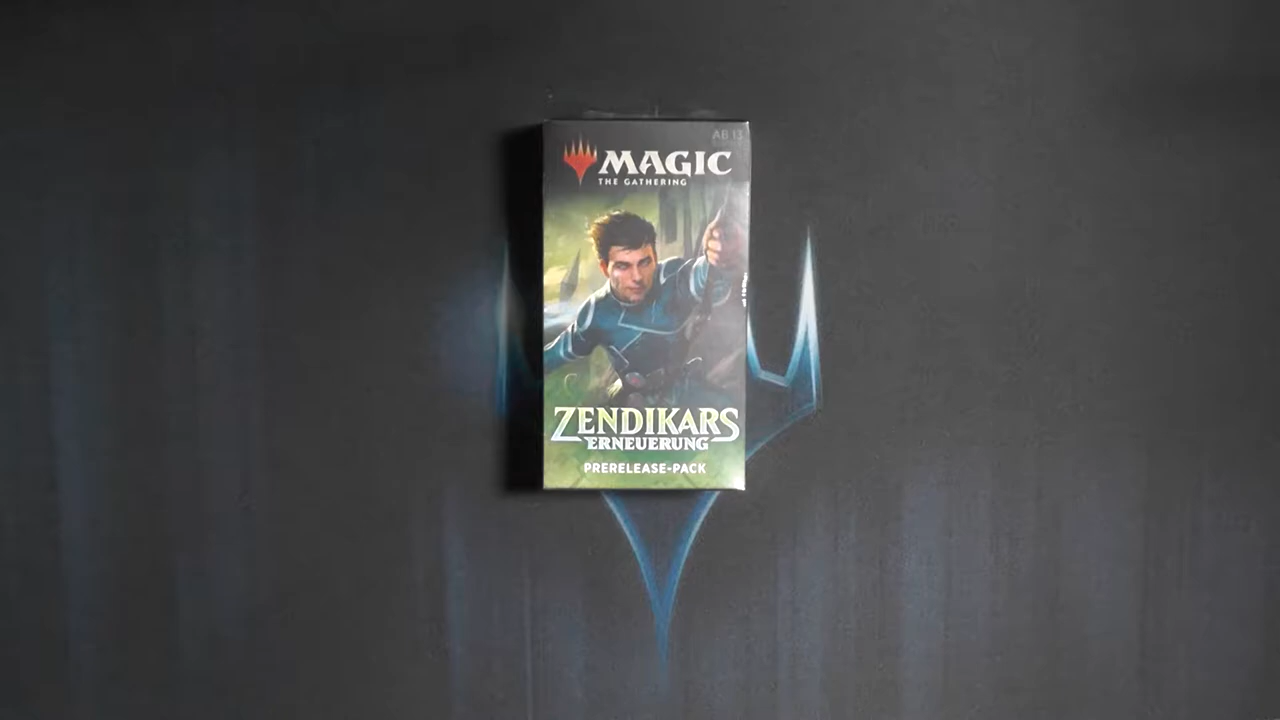 AB 13
MAGIC
THE GATHERING
ZENDIKARS
ERNEUERUNG
PRERELEASE-PACK